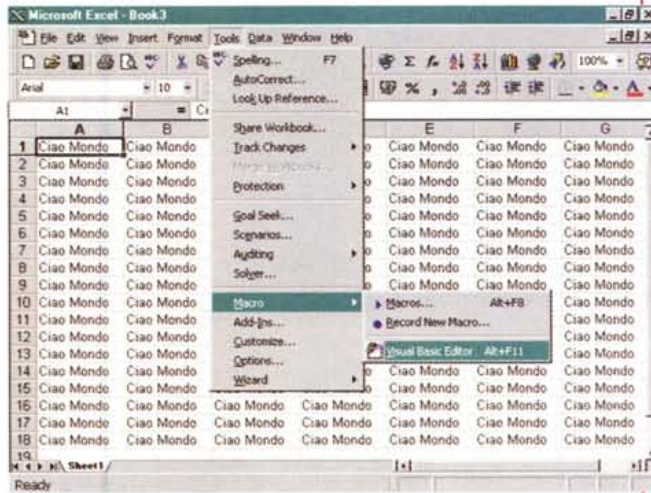 Microsoft Excel - Book3
File Edit View Insert Format Tools Data Window Help
100%
Arial 10
A1 =
Spelling... F7
AutoCorrect...
Look Up Reference...
Share Workbook...
Track Changes
Merge Workbooks...
Protection
Goal Seek...
Scenarios...
Auditing
Solver...
Macro
Add-Ins...
Customize...
Options...
Wizard
Macros... Alt+F8
Record New Macro...
Visual Basic Editor Alt+F11
A B E F G
1 Ciao Mondo Ciao Mondo Ciao Mondo Ciao Mondo Ciao Mondo
2 Ciao Mondo Ciao Mondo Ciao Mondo Ciao Mondo Ciao Mondo
3 Ciao Mondo Ciao Mondo Ciao Mondo Ciao Mondo Ciao Mondo
4 Ciao Mondo Ciao Mondo Ciao Mondo Ciao Mondo Ciao Mondo
5 Ciao Mondo Ciao Mondo Ciao Mondo Ciao Mondo Ciao Mondo
6 Ciao Mondo Ciao Mondo Ciao Mondo Ciao Mondo Ciao Mondo
7 Ciao Mondo Ciao Mondo Ciao Mondo Ciao Mondo Ciao Mondo
8 Ciao Mondo Ciao Mondo Ciao Mondo Ciao Mondo Ciao Mondo
9 Ciao Mondo Ciao Mondo Ciao Mondo Ciao Mondo Ciao Mondo
10 Ciao Mondo Ciao Mondo Ciao Mondo
11 Ciao Mondo Ciao Mondo Ciao Mondo
12 Ciao Mondo Ciao Mondo Ciao Mondo
13 Ciao Mondo Ciao Mondo Ciao Mondo
14 Ciao Mondo Ciao Mondo Ciao Mondo Ciao Mondo Ciao Mondo
15 Ciao Mondo Ciao Mondo Ciao Mondo Ciao Mondo Ciao Mondo
16 Ciao Mondo Ciao Mondo Ciao Mondo Ciao Mondo Ciao Mondo Ciao Mondo Ciao Mondo
17 Ciao Mondo Ciao Mondo Ciao Mondo Ciao Mondo Ciao Mondo Ciao Mondo Ciao Mondo
18 Ciao Mondo Ciao Mondo Ciao Mondo Ciao Mondo Ciao Mondo Ciao Mondo Ciao Mondo
19
Sheet1
Ready